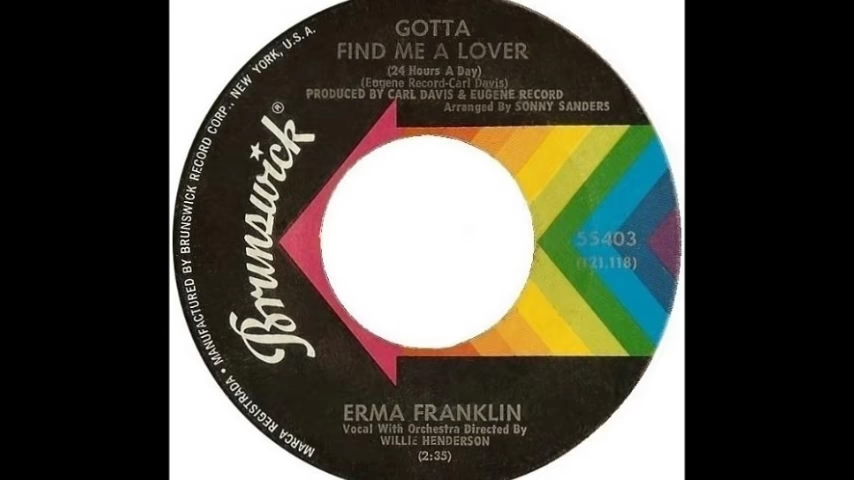 GOTTA
FIND ME A LOVER
(24 Hours A Day)
(Eugene Record-Carl Davis)
PRODUCED BY CARL DAVIS & EUGENE RECORD
Arranged By SONNY SANDERS
Brunswick®
MARCA REGISTRADA • MANUFACTURED BY BRUNSWICK RECORD CORP., NEW YORK, U.S.A.
55403
(121,118)
ERMA FRANKLIN
Vocal With Orchestra Directed By
WILLIE HENDERSON
(2:35)